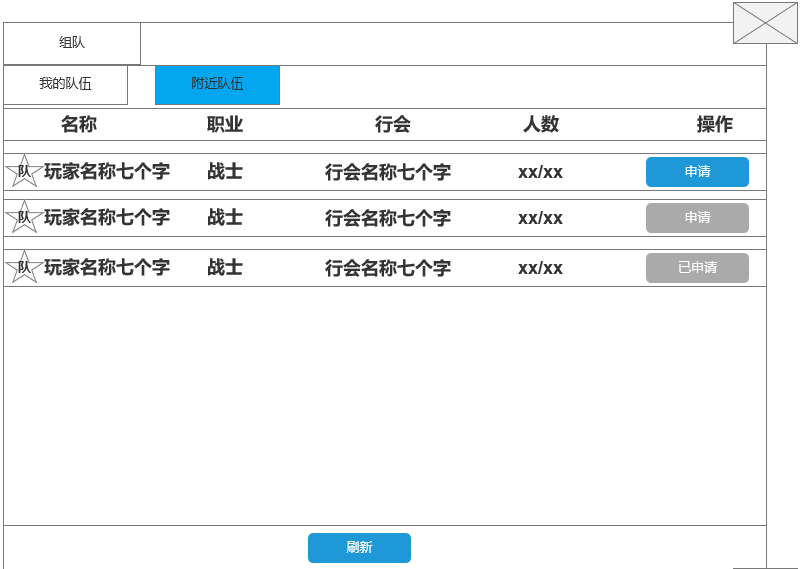 组队
我的队伍 附近队伍
名称 职业 行会 人数 操作
队 玩家名称七个字 战士 行会名称七个字 xx/xx 申请
队 玩家名称七个字 战士 行会名称七个字 xx/xx 申请
队 玩家名称七个字 战士 行会名称七个字 xx/xx 已申请
刷新